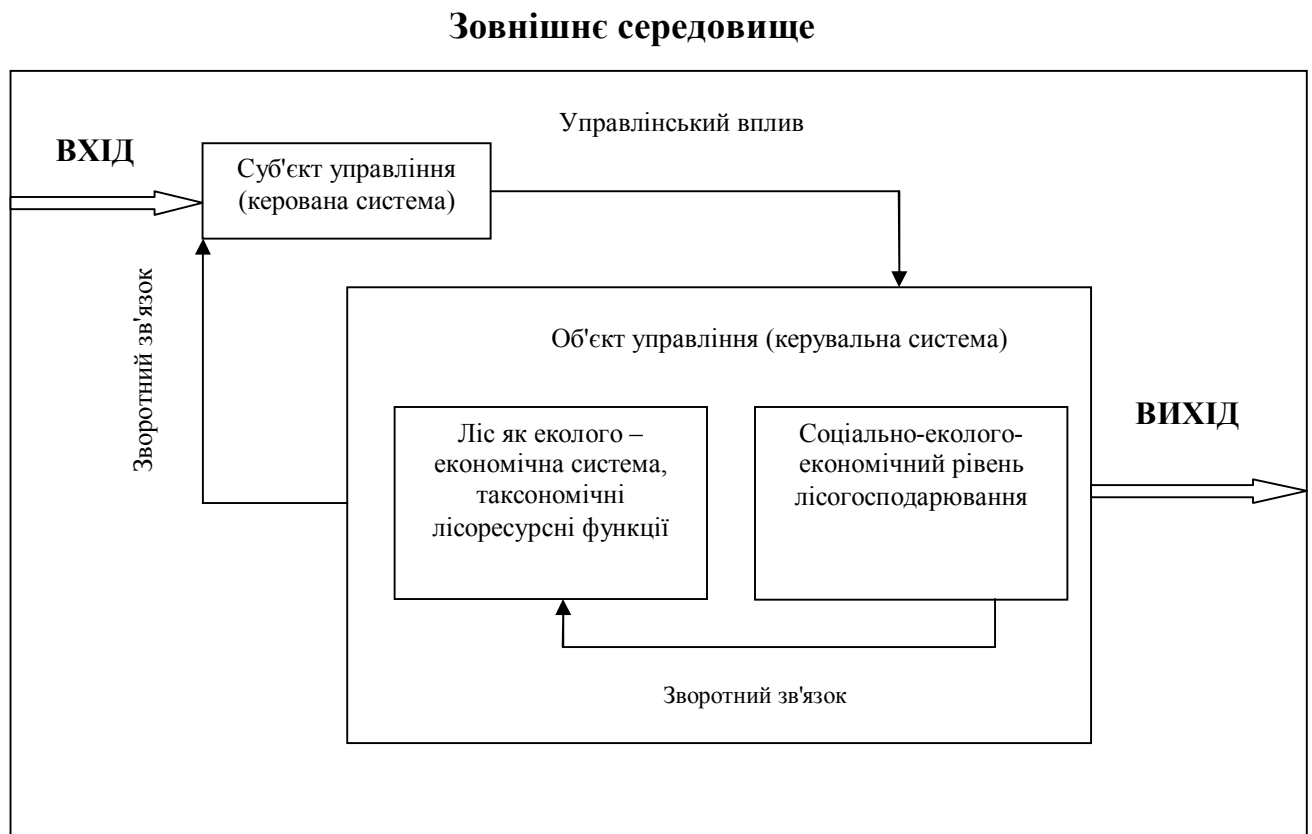 Зовнішнє середовище
Управлінський вплив
ВХІД
Суб'єкт управління
(керована система)
Зворотний зв'язок
Об'єкт управління (керувальна система)
ВИХІД
Ліс як еколого –
економічна система,
таксономічні
лісоресурсні функції
Соціально-еколого-
економічний рівень
лісогосподарювання
Зворотний зв'язок